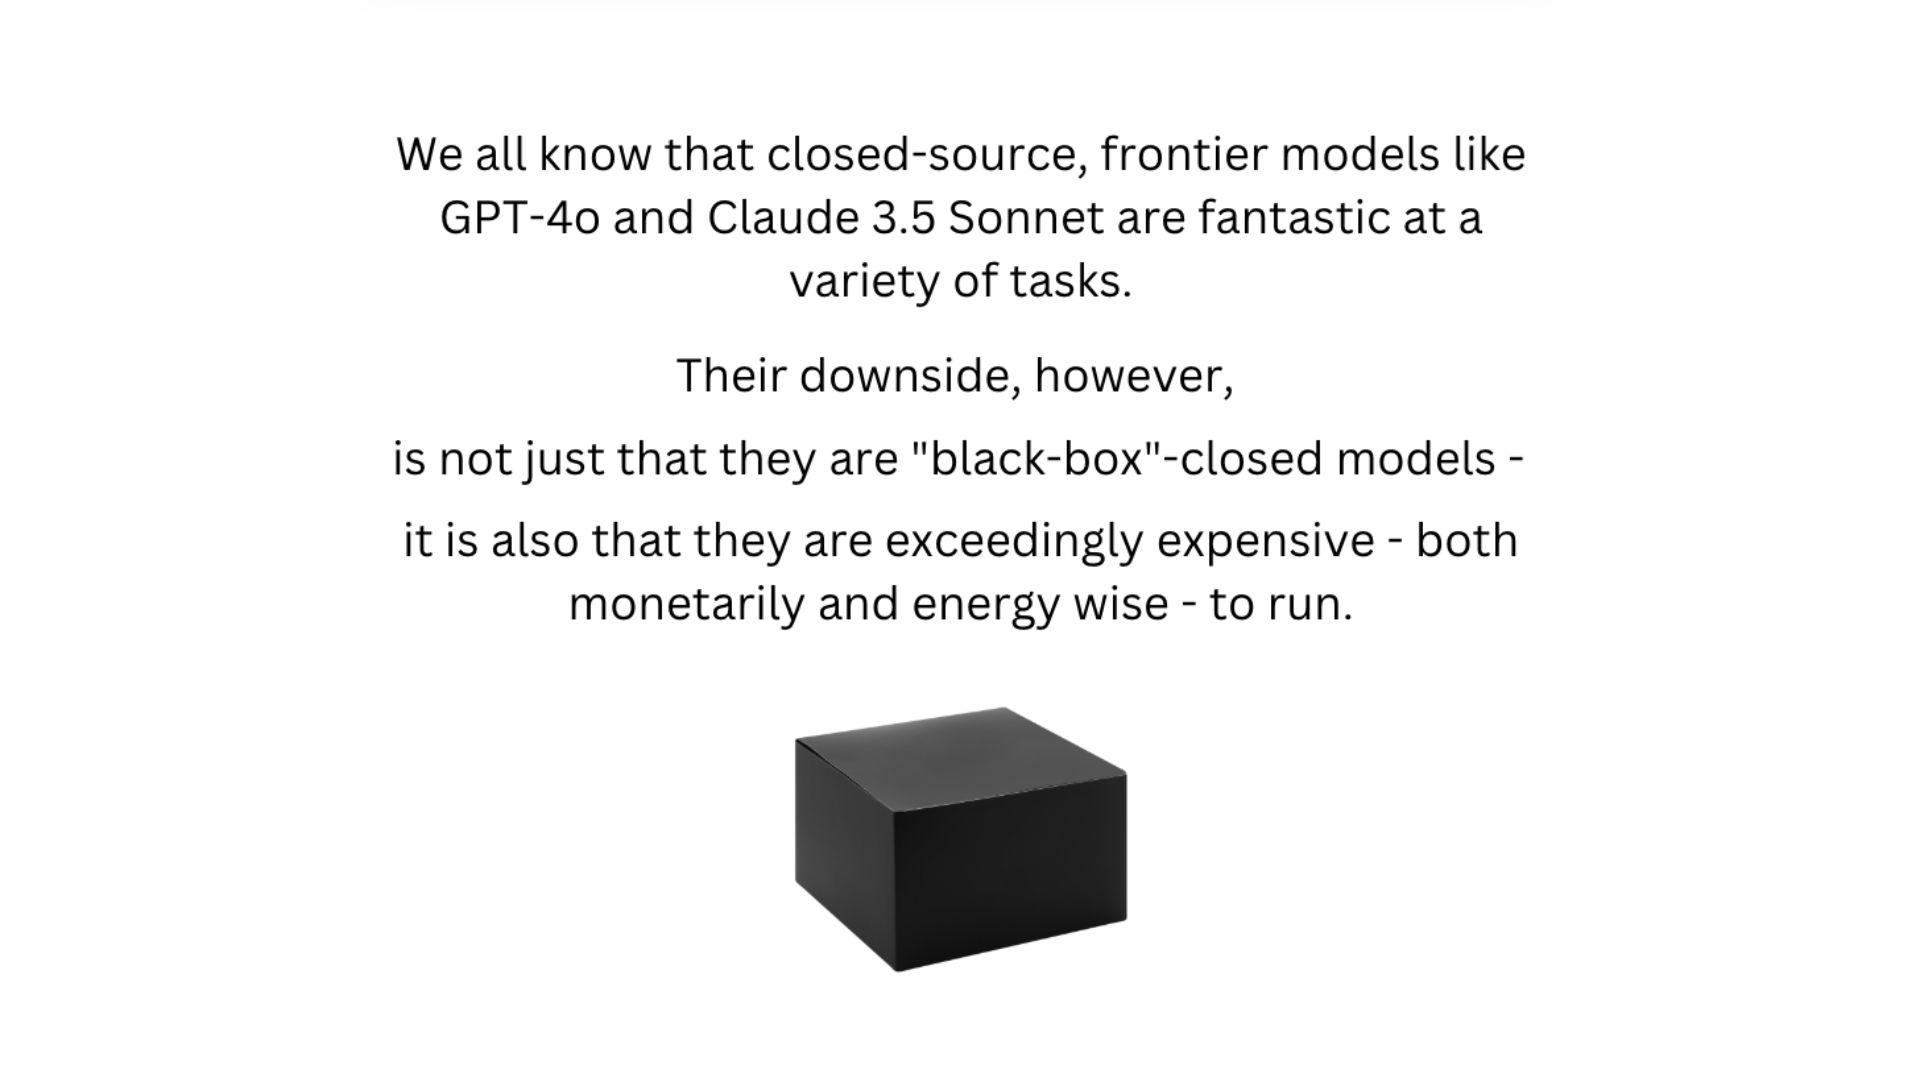 We all know that closed-source, frontier models like
GPT-4o and Claude 3.5 Sonnet are fantastic at a
variety of tasks.
Their downside, however,
is not just that they are "black-box"-closed models -
it is also that they are exceedingly expensive - both
monetarily and energy wise - to run.